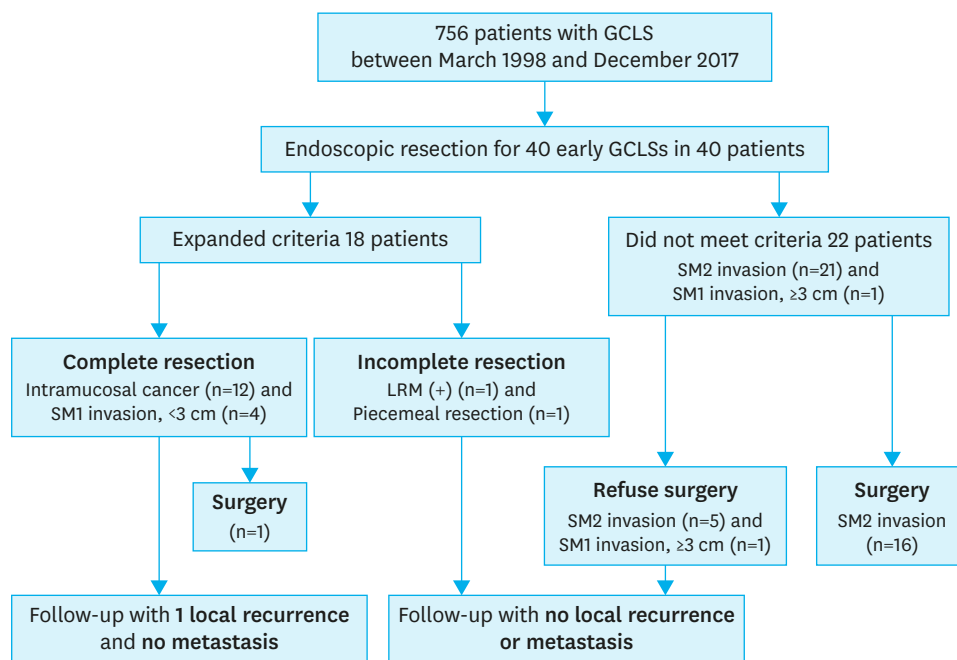 756 patients with GCLS
between March 1998 and December 2017
Endoscopic resection for 40 early GCLSs in 40 patients
Expanded criteria 18 patients
Did not meet criteria 22 patients
SM2 invasion (n=21) and
SM1 invasion, ≥3 cm (n=1)
Complete resection
Intramucosal cancer (n=12) and
SM1 invasion, <3 cm (n=4)
Incomplete resection
LRM (+) (n=1) and
Piecemeal resection (n=1)
Surgery
(n=1)
Refuse surgery
SM2 invasion (n=5) and
SM1 invasion, ≥3 cm (n=1)
Surgery
SM2 invasion
(n=16)
Follow-up with 1 local recurrence
and no metastasis
Follow-up with no local recurrence
or metastasis